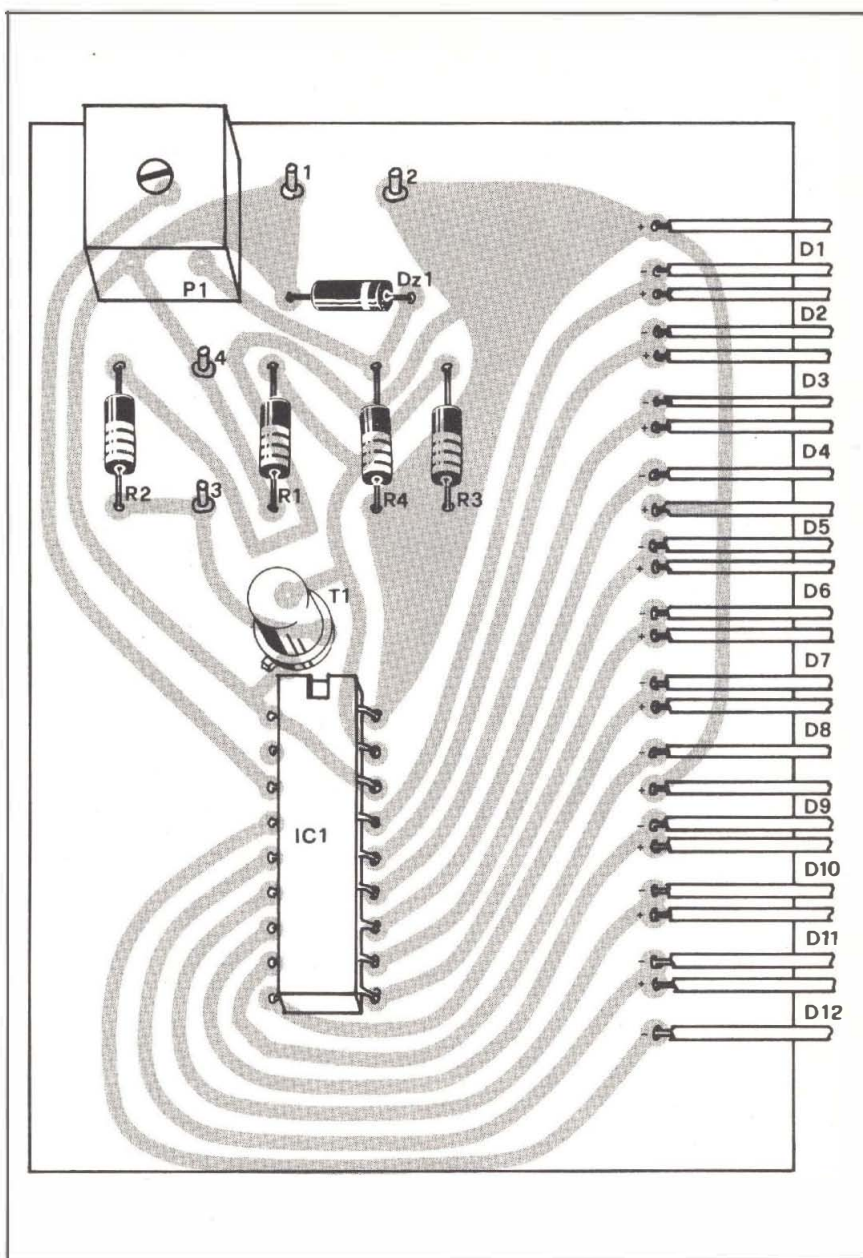 1
2
+
D1
-
+
P1
Dz1
D2
-
+
4
D3
-
+
D4
-
R2
3
R1
R4
R3
+
D5
-
+
T1
D6
-
+
D7
-
+
D8
-
+
IC1
D9
-
+
D10
-
+
D11
-
+
D12
-